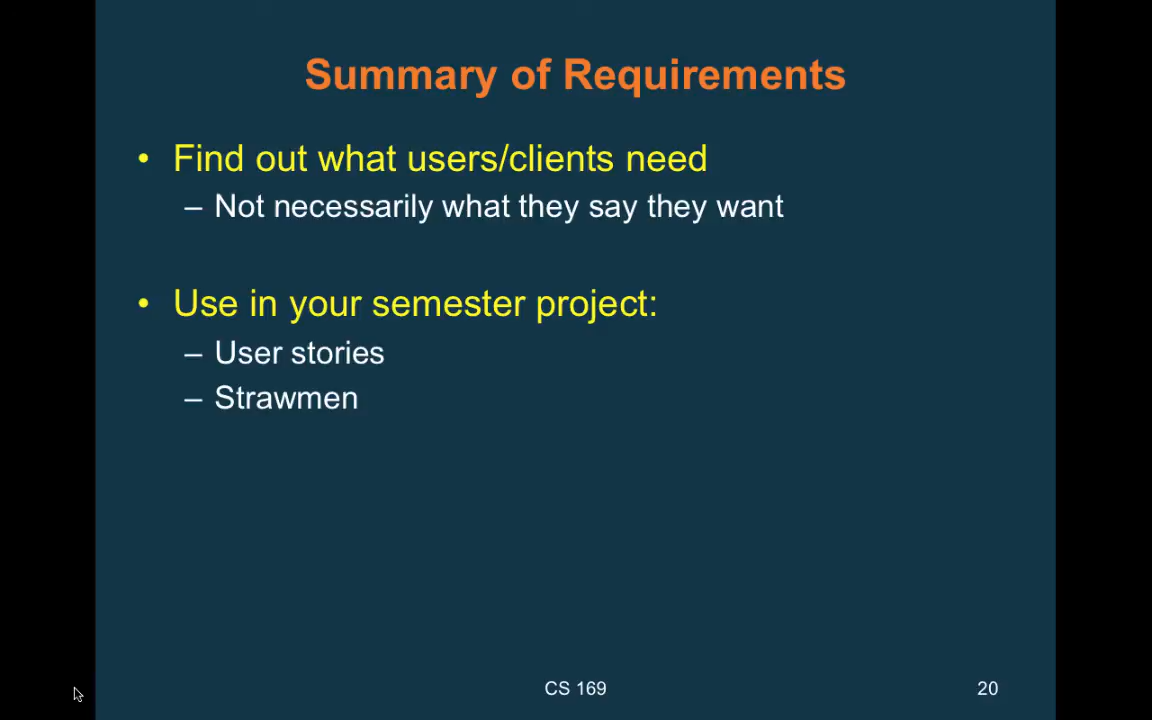 Summary of Requirements
• Find out what users/clients need
– Not necessarily what they say they want
• Use in your semester project:
– User stories
– Strawmen
CS 169
20